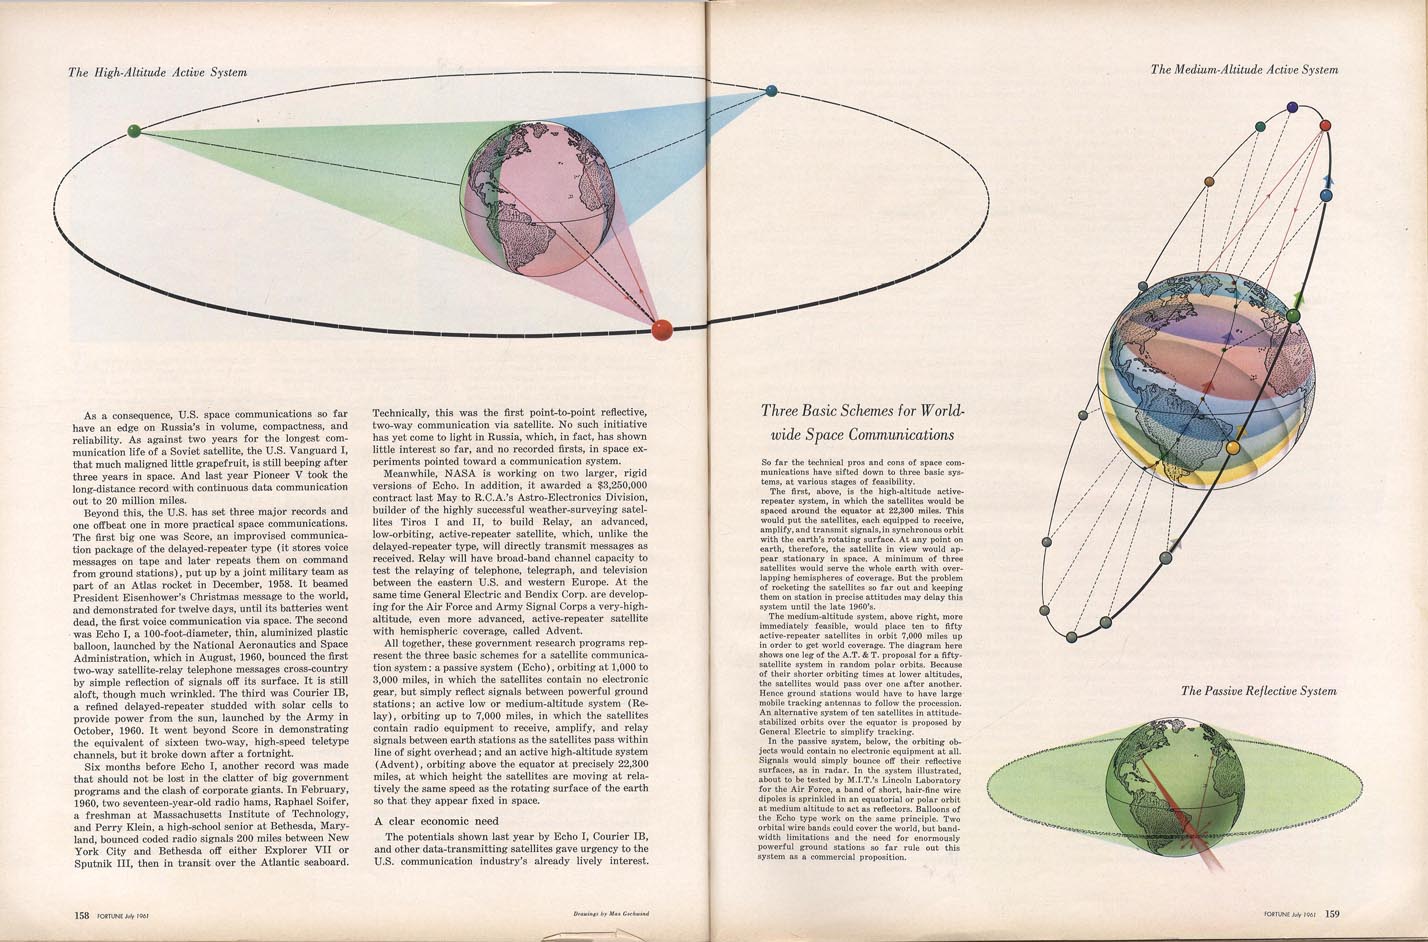 The High-Altitude Active System
As a consequence, U.S. space communications so far
have an edge on Russia's in volume, compactness, and
reliability. As against two years for the longest com-
munication life of a Soviet satellite, the U.S. Vanguard I,
that much maligned little grapefruit, is still beeping after
three years in space. And last year Pioneer V took the
long-distance record with continuous data communication
out to 20 million miles.
Beyond this, the U.S. has set three major records and
one offbeat one in more practical space communications.
The first big one was Score, an improvised communica-
tion package of the delayed-repeater type (it stores voice
messages on tape and later repeats them on command
from ground stations), put up by a joint military team as
part of an Atlas rocket in December, 1958. It beamed
President Eisenhower's Christmas message to the world,
and demonstrated for twelve days, until its batteries went
dead, the first voice communication via space. The second
was Echo I, a 100-foot-diameter, thin, aluminized plastic
balloon, launched by the National Aeronautics and Space
Administration, which in August, 1960, bounced the first
two-way satellite-relay telephone messages cross-country
by simple reflection of signals off its surface. It is still
aloft, though much wrinkled. The third was Courier IB,
a refined delayed-repeater studded with solar cells to
provide power from the sun, launched by the Army in
October, 1960. It went beyond Score in demonstrating
the equivalent of sixteen two-way, high-speed teletype
channels, but it broke down after a fortnight.
Six months before Echo I, another record was made
that should not be lost in the clatter of big government
programs and the clash of corporate giants. In February,
1960, two seventeen-year-old radio hams, Raphael Soifer,
a freshman at Massachusetts Institute of Technology,
and Perry Klein, a high-school senior at Bethesda, Mary-
land, bounced coded radio signals 200 miles between New
York City and Bethesda off either Explorer VII or
Sputnik III, then in transit over the Atlantic seaboard.
Technically, this was the first point-to-point reflective,
two-way communication via satellite. No such initiative
has yet come to light in Russia, which, in fact, has shown
little interest so far, and no recorded firsts, in space ex-
periments pointed toward a communication system.
Meanwhile, NASA is working on two larger, rigid
versions of Echo. In addition, it awarded a $3,250,000
contract last May to R.C.A.'s Astro-Electronics Division,
builder of the highly successful weather-surveying satel-
lites Tiros I and II, to build Relay, an advanced,
low-orbiting, active-repeater satellite, which, unlike the
delayed-repeater type, will directly transmit messages as
received. Relay will have broad-band channel capacity to
test the relaying of telephone, telegraph, and television
between the eastern U.S. and western Europe. At the
same time General Electric and Bendix Corp. are develop-
ing for the Air Force and Army Signal Corps a very-high-
altitude, even more advanced, active-repeater satellite
with hemispheric coverage, called Advent.
All together, these government research programs rep-
resent the three basic schemes for a satellite communica-
tion system: a passive system (Echo), orbiting at 1,000 to
3,000 miles, in which the satellites contain no electronic
gear, but simply reflect signals between powerful ground
stations; an active low or medium-altitude system (Re-
lay), orbiting up to 7,000 miles, in which the satellites
contain radio equipment to receive, amplify, and relay
signals between earth stations as the satellites pass within
line of sight overhead; and an active high-altitude system
(Advent), orbiting above the equator at precisely 22,300
miles, at which height the satellites are moving at rela-
tively the same speed as the rotating surface of the earth
so that they appear fixed in space.
A clear economic need
The potentials shown last year by Echo I, Courier IB,
and other data-transmitting satellites gave urgency to the
U.S. communication industry's already lively interest.
158 FORTUNE July 1961
Drawings by Max Gschwind
The Medium-Altitude Active System
Three Basic Schemes for World-
wide Space Communications
So far the technical pros and cons of space com-
munications have sifted down to three basic sys-
tems, at various stages of feasibility.
The first, above, is the high-altitude active-
repeater system, in which the satellites would be
spaced around the equator at 22,300 miles. This
would put the satellites, each equipped to receive,
amplify, and transmit signals, in synchronous orbit
with the earth's rotating surface. At any point on
earth, therefore, the satellite in view would ap-
pear stationary in space. A minimum of three
satellites would serve the whole earth with over-
lapping hemispheres of coverage. But the problem
of rocketing the satellites so far out and keeping
them on station in precise attitudes may delay this
system until the late 1960's.
The medium-altitude system, above right, more
immediately feasible, would place ten to fifty
active-repeater satellites in orbit 7,000 miles up
in order to get world coverage. The diagram here
shows one leg of the A.T. & T. proposal for a fifty-
satellite system in random polar orbits. Because
of their shorter orbiting times at lower altitudes,
the satellites would pass over one after another.
Hence ground stations would have to have large
mobile tracking antennas to follow the procession.
An alternative system of ten satellites in attitude-
stabilized orbits over the equator is proposed by
General Electric to simplify tracking.
In the passive system, below, the orbiting ob-
jects would contain no electronic equipment at all.
Signals would simply bounce off their reflective
surfaces, as in radar. In the system illustrated,
about to be tested by M.I.T.'s Lincoln Laboratory
for the Air Force, a band of short, hair-fine wire
dipoles is sprinkled in an equatorial or polar orbit
at medium altitude to act as reflectors. Balloons of
the Echo type work on the same principle. Two
orbital wire bands could cover the world, but band-
width limitations and the need for enormously
powerful ground stations so far rule out this
system as a commercial proposition.
The Passive Reflective System
FORTUNE July 1961 159